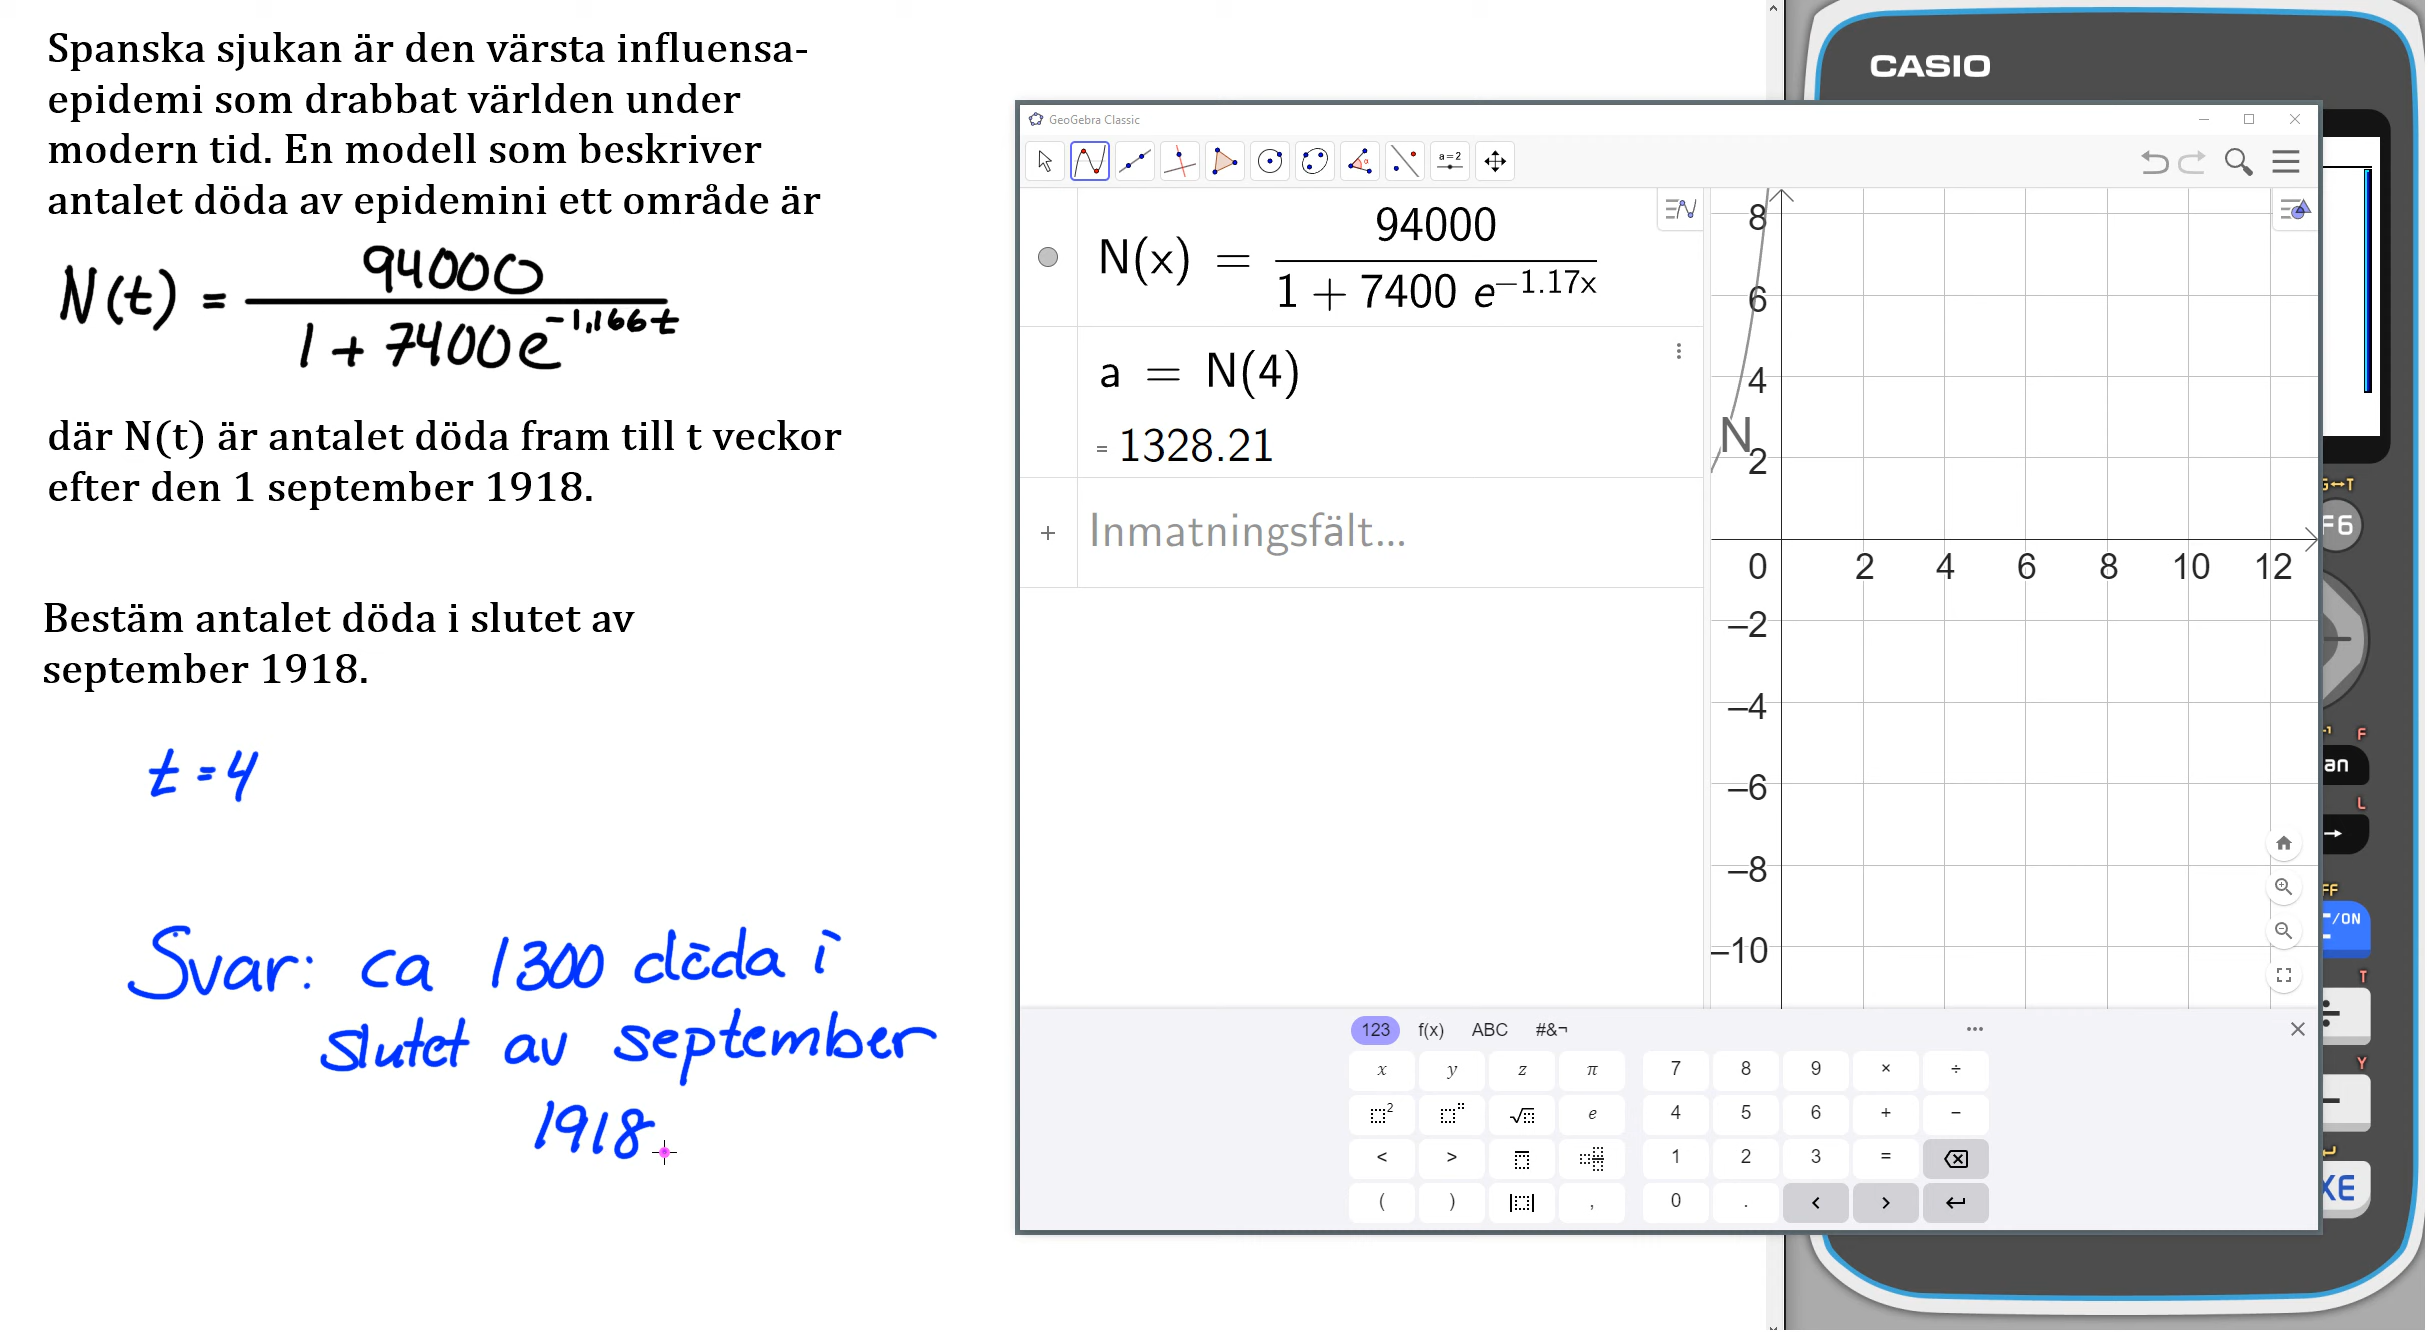 Spanska sjukan är den värsta influensa-
epidemi som drabbat världen under
modern tid. En modell som beskriver
antalet döda av epidemini ett område är
N(t) = 94000 / 1 + 7400e^-1,166t
där N(t) är antalet döda fram till t veckor
efter den 1 september 1918.
Bestäm antalet döda i slutet av
september 1918.
t = 4
Svar: ca 1300 döda i
slutet av september
1918
GeoGebra Classic
a=2
N(x) = 94000 / 1 + 7400 e^−1.17x
a = N(4)
= 1328.21
+ Inmatningsfält...
N
8
6
4
2
0 2 4 6 8 10 12
−2
−4
−6
−8
−10
123 f(x) ABC #&¬
x y z π 7 8 9 × ÷
2 e 4 5 6 + −
< > 1 2 3 =
( ) , 0 . < >
CASIO
G↔T
F6
F
an
L
→
FF
/ON
T
÷
Y
−
XE